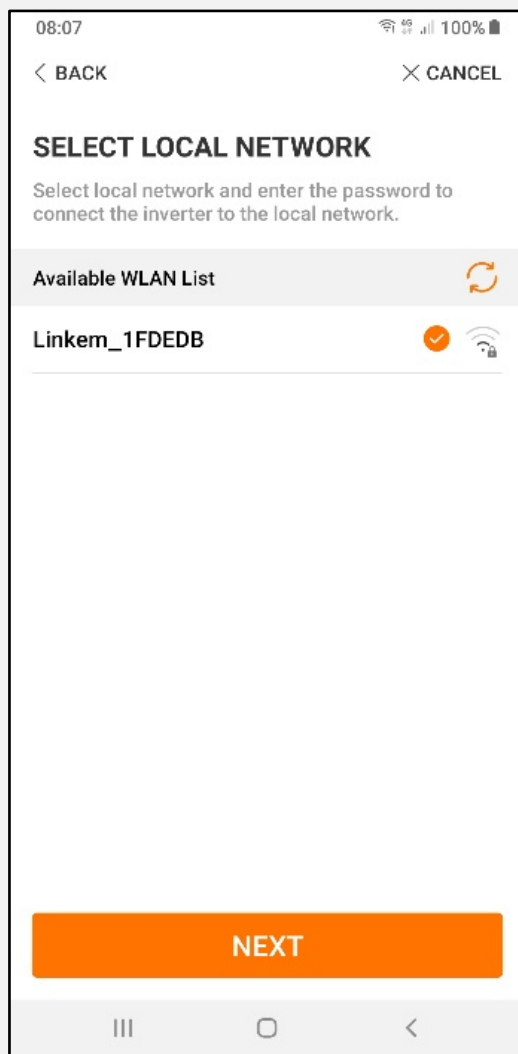 08:07 4G 100%
BACK CANCEL
SELECT LOCAL NETWORK
Select local network and enter the password to
connect the inverter to the local network.
Available WLAN List
Linkem_1FDEDB
NEXT